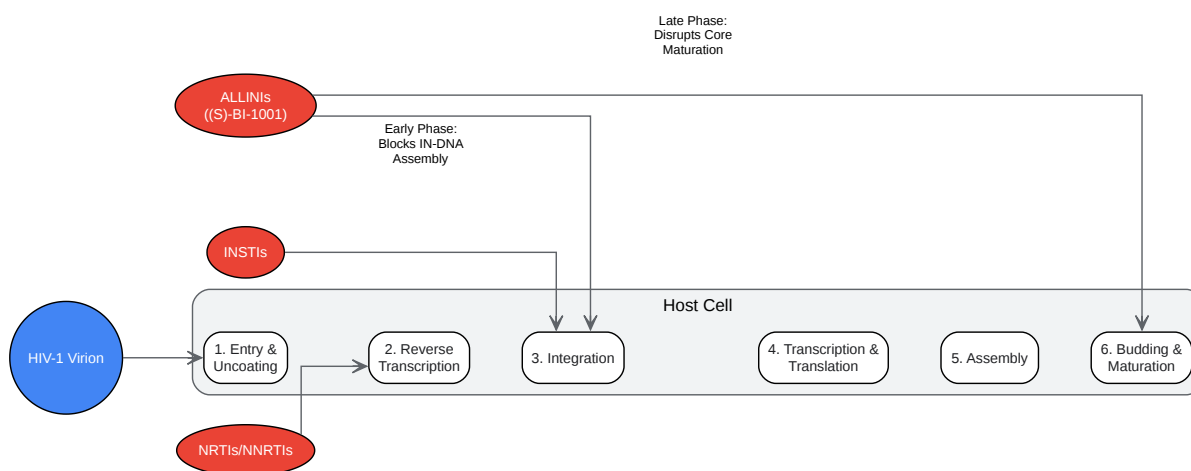 Late Phase:
Disrupts Core
Maturation
ALLINIs
((S)-BI-1001)
Early Phase:
Blocks IN-DNA
Assembly
INSTIs
Host Cell
HIV-1 Virion
1. Entry &
Uncoating
2. Reverse
Transcription
3. Integration
4. Transcription &
Translation
5. Assembly
6. Budding &
Maturation
NRTIs/NNRTIs